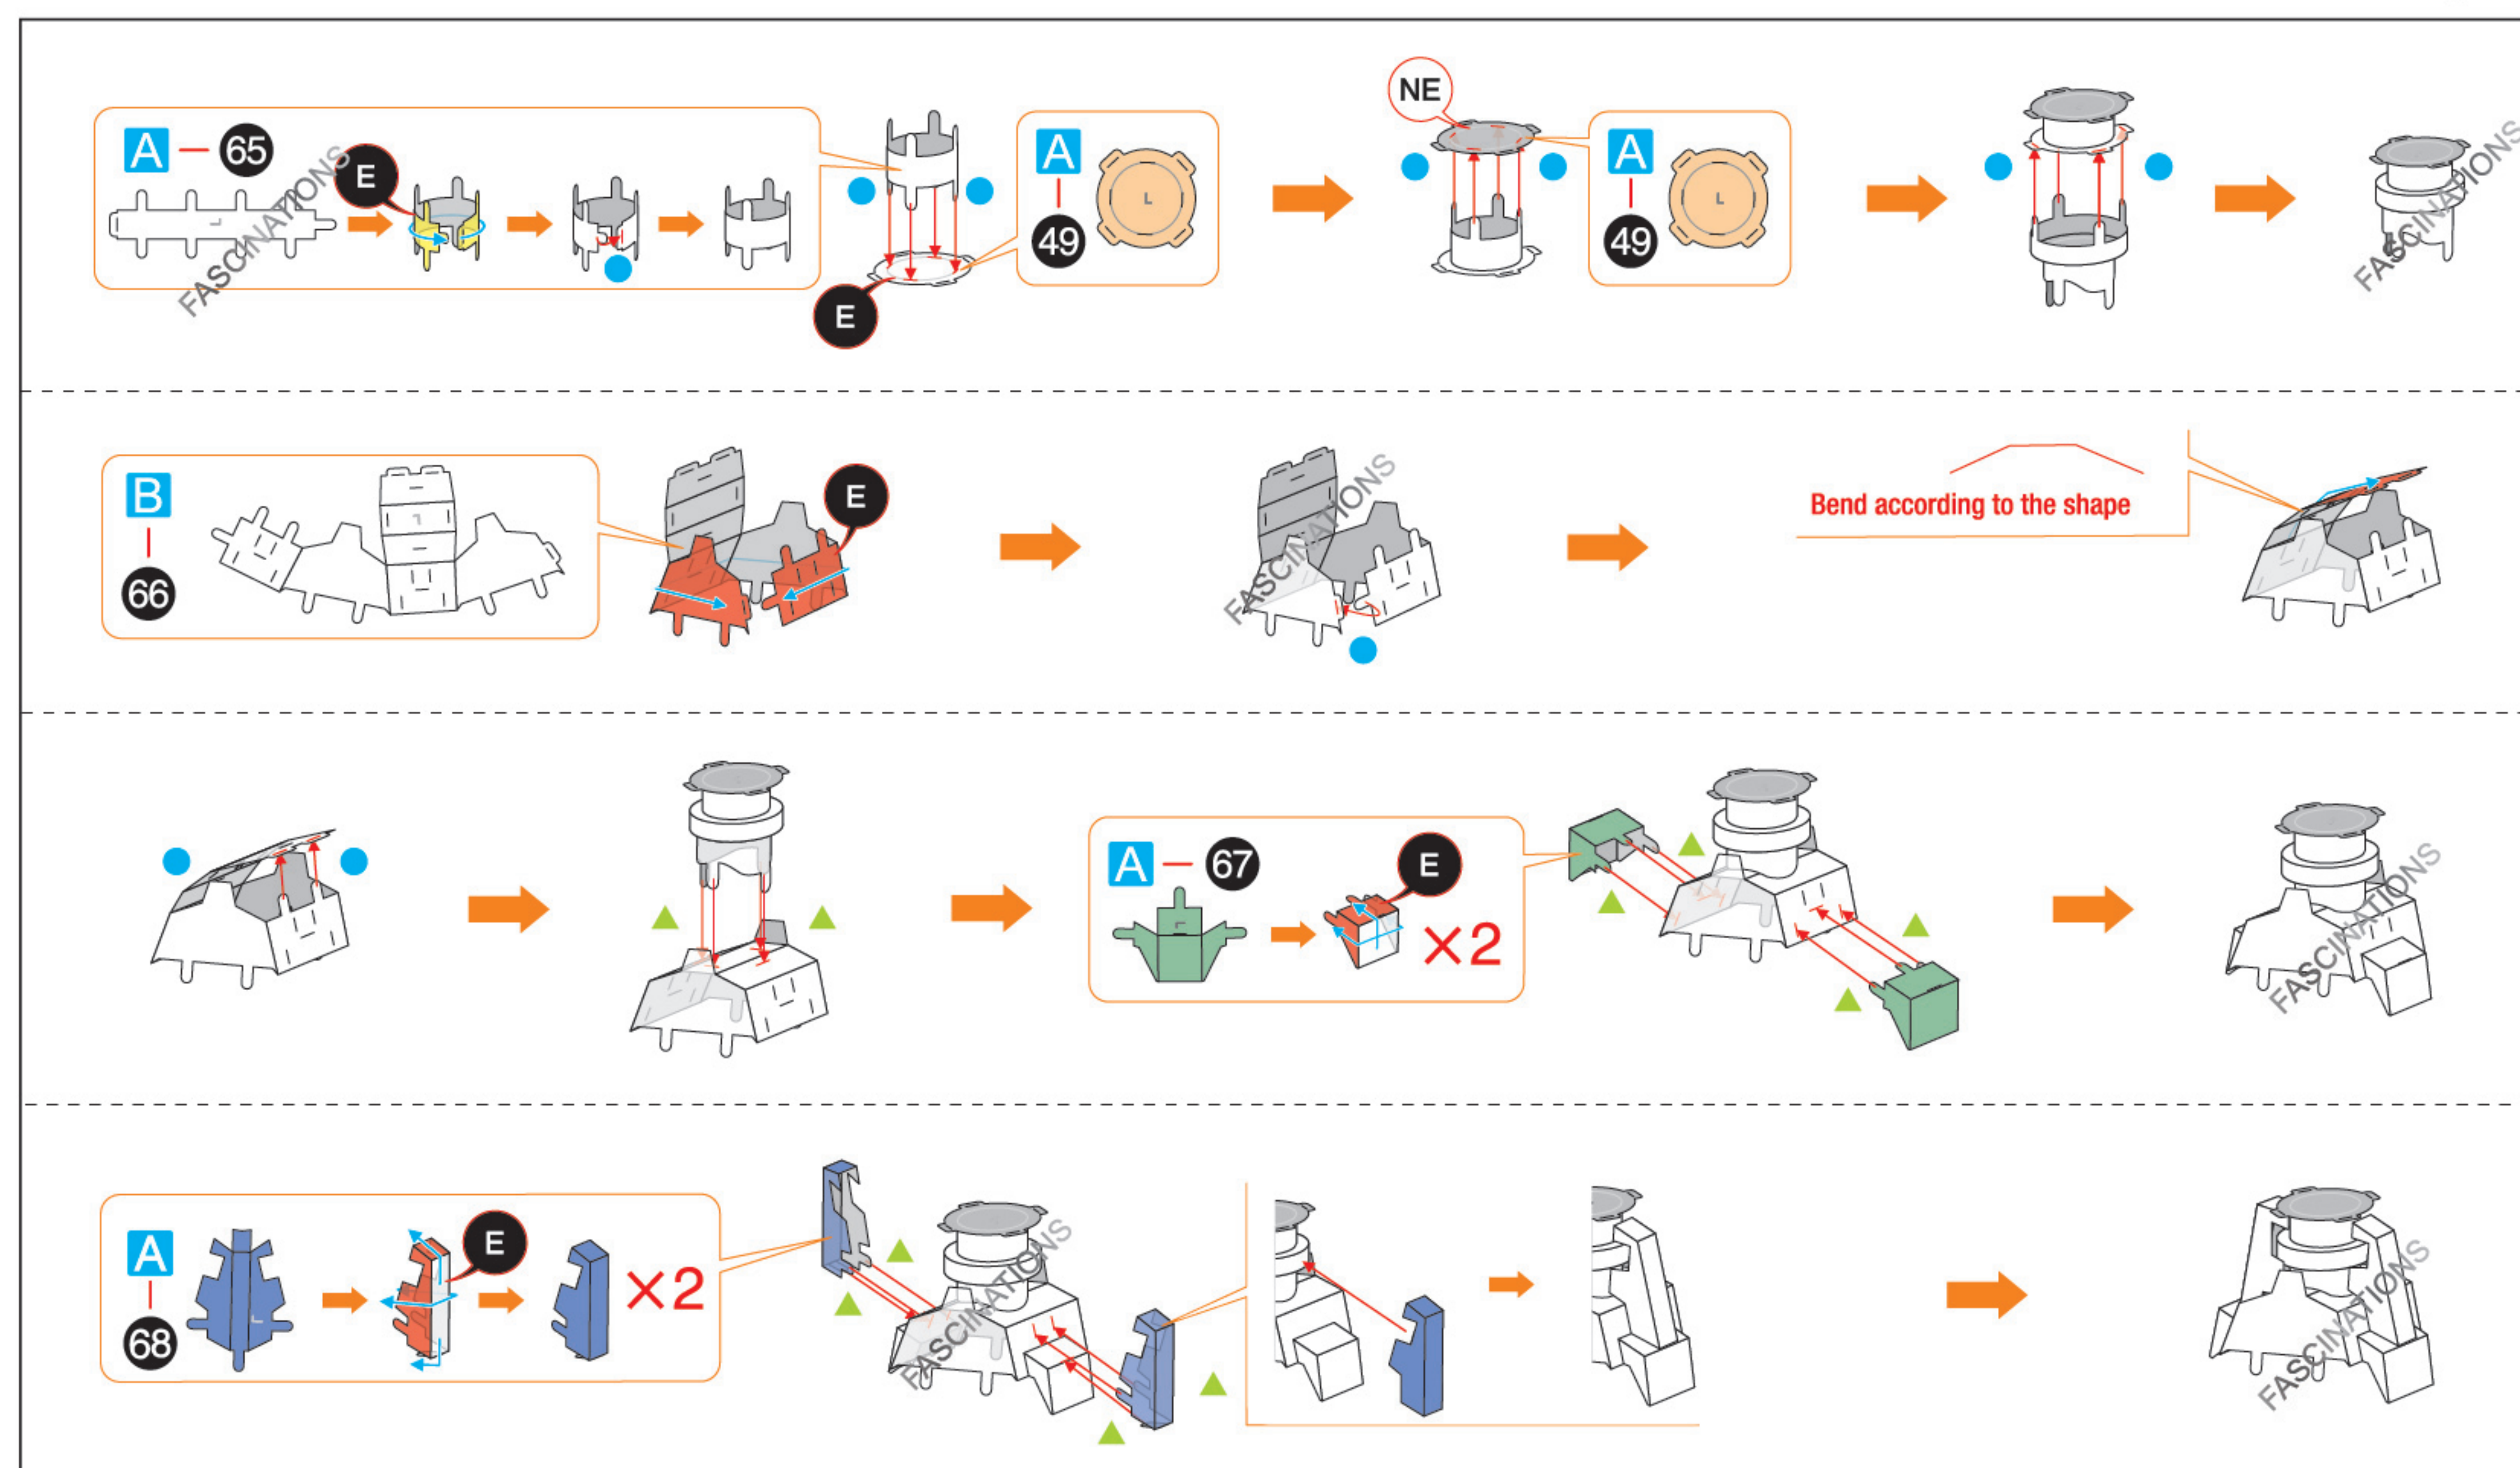 A 65
E
FASCINATIONS
E
A
49
NE
A
49
FASCINATIONS
B
66
E
FASCINATIONS
Bend according to the shape
A 67
E
×2
FASCINATIONS
A
68
E
×2
FASCINATIONS
FASCINATIONS